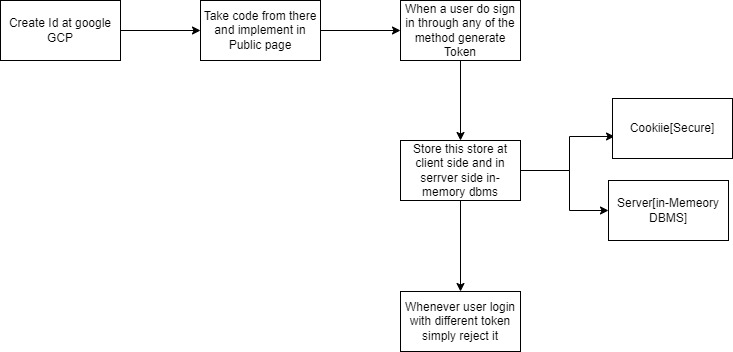 Create Id at google
GCP
Take code from there
and implement in
Public page
When a user do sign
in through any of the
method generate
Token
Store this store at
client side and in
serrver side in-
memory dbms
Cookiie[Secure]
Server[in-Memeory
DBMS]
Whenever user login
with different token
simply reject it